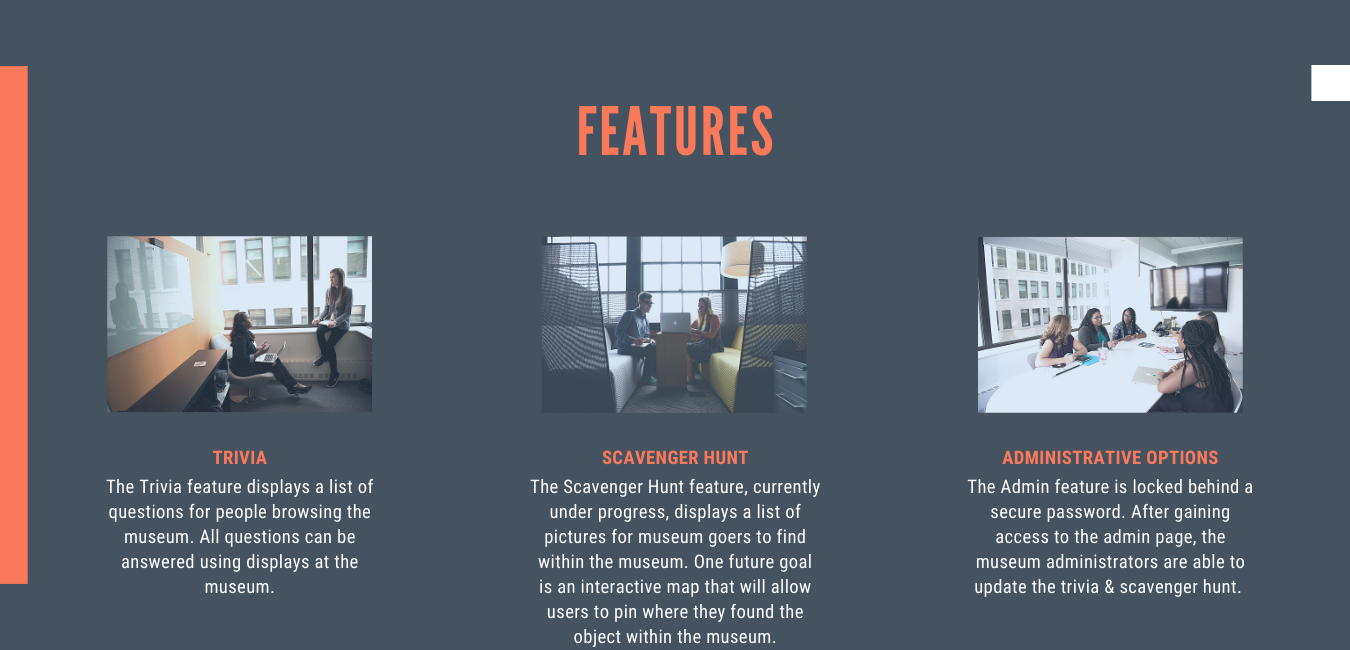 FEATURES
TRIVIA
The Trivia feature displays a list of
questions for people browsing the
museum. All questions can be
answered using displays at the
museum.
SCAVENGER HUNT
The Scavenger Hunt feature, currently
under progress, displays a list of
pictures for museum goers to find
within the museum. One future goal
is an interactive map that will allow
users to pin where they found the
object within the museum.
ADMINISTRATIVE OPTIONS
The Admin feature is locked behind a
secure password. After gaining
access to the admin page, the
museum administrators are able to
update the trivia & scavenger hunt.